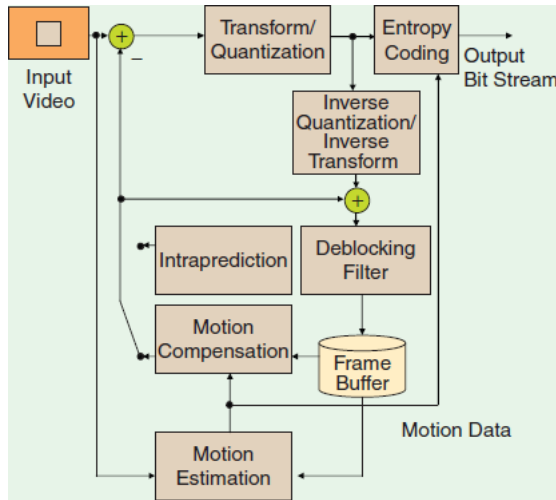 Input
Video
–
Transform/
Quantization
Entropy
Coding
Output
Bit Stream
Inverse
Quantization/
Inverse
Transform
Intraprediction
Deblocking
Filter
Motion
Compensation
Frame
Buffer
Motion Data
Motion
Estimation